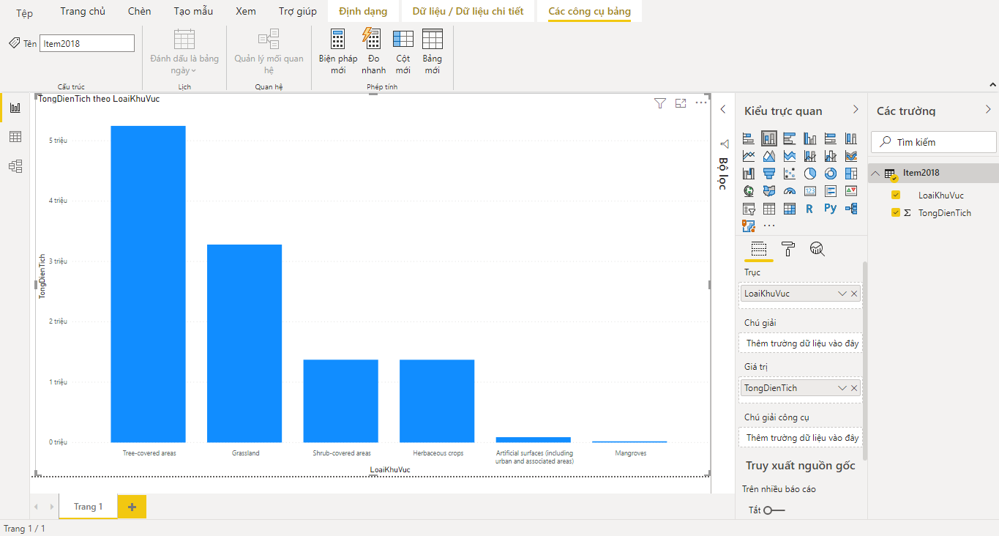 Tệp
Trang chủ
Chèn
Tạo mẫu
Xem
Trợ giúp
Định dạng
Dữ liệu / Dữ liệu chi tiết
Các công cụ bảng
Tên
Item2018
Cấu trúc
Đánh dấu là bảng
ngày
Lịch
Quản lý mối quan
hệ
Quan hệ
Biện pháp
mới
Đo
nhanh
Cột
mới
Bảng
mới
Phép tính
TongDienTich theo LoaiKhuVuc
TongDienTich
5 triệu
4 triệu
3 triệu
2 triệu
1 triệu
0 triệu
Tree-covered areas
Grassland
Shrub-covered areas
Herbaceous crops
Artificial surfaces (including
urban and associated areas)
Mangroves
LoaiKhuVuc
Bộ lọc
Kiểu trực quan
123
R
Py
Trục
LoaiKhuVuc
Chú giải
Thêm trường dữ liệu vào đây
Giá trị
TongDienTich
Chú giải công cụ
Thêm trường dữ liệu vào đây
Truy xuất nguồn gốc
Trên nhiều báo cáo
Tắt
Các trường
Tìm kiếm
Item2018
LoaiKhuVuc
Σ TongDienTich
Trang 1
+
Trang 1 / 1